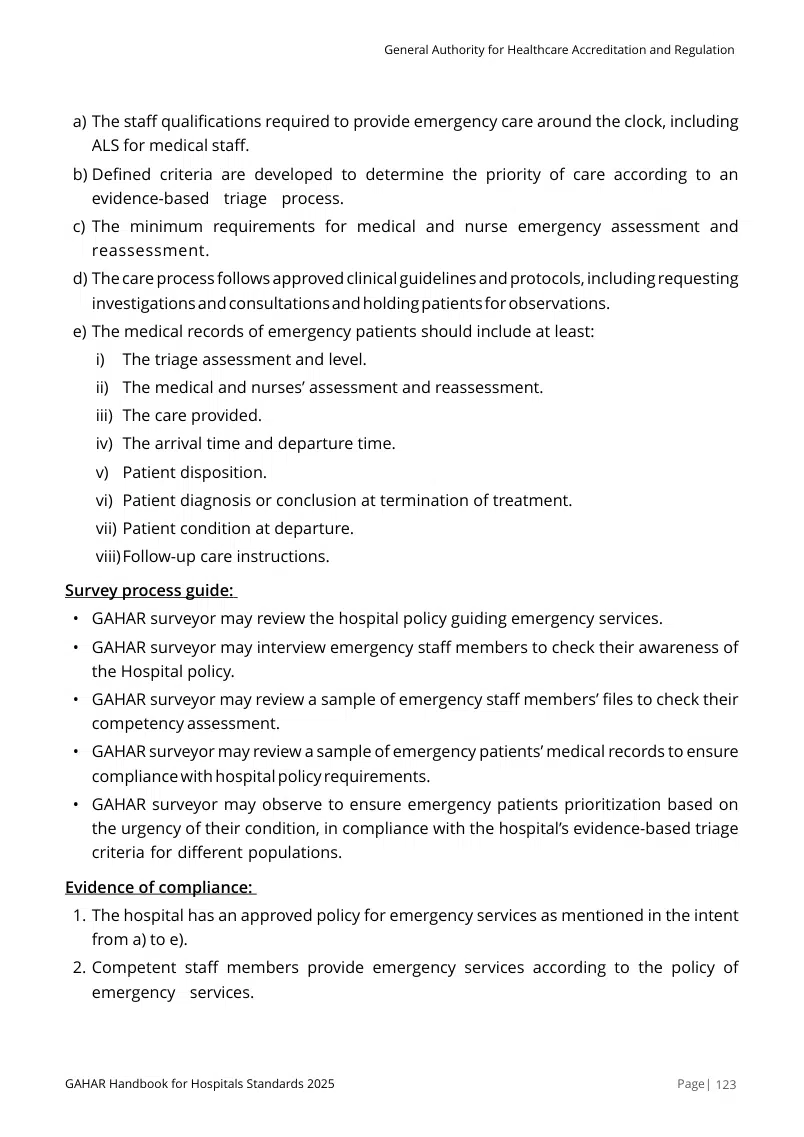 General Authority for Healthcare Accreditation and Regulation
a) The staff qualifications required to provide emergency care around the clock, including
ALS for medical staff.
b) Defined criteria are developed to determine the priority of care according to an
evidence-based triage process.
c) The minimum requirements for medical and nurse emergency assessment and
reassessment.
d) The care process follows approved clinical guidelines and protocols, including requesting
investigations and consultations and holding patients for observations.
e) The medical records of emergency patients should include at least:
i) The triage assessment and level.
ii) The medical and nurses’ assessment and reassessment.
iii) The care provided.
iv) The arrival time and departure time.
v) Patient disposition.
vi) Patient diagnosis or conclusion at termination of treatment.
vii) Patient condition at departure.
viii) Follow-up care instructions.
Survey process guide:
• GAHAR surveyor may review the hospital policy guiding emergency services.
• GAHAR surveyor may interview emergency staff members to check their awareness of
the Hospital policy.
• GAHAR surveyor may review a sample of emergency staff members’ files to check their
competency assessment.
• GAHAR surveyor may review a sample of emergency patients’ medical records to ensure
compliance with hospital policy requirements.
• GAHAR surveyor may observe to ensure emergency patients prioritization based on
the urgency of their condition, in compliance with the hospital’s evidence-based triage
criteria for different populations.
Evidence of compliance:
1. The hospital has an approved policy for emergency services as mentioned in the intent
from a) to e).
2. Competent staff members provide emergency services according to the policy of
emergency services.
GAHAR Handbook for Hospitals Standards 2025 Page| 123